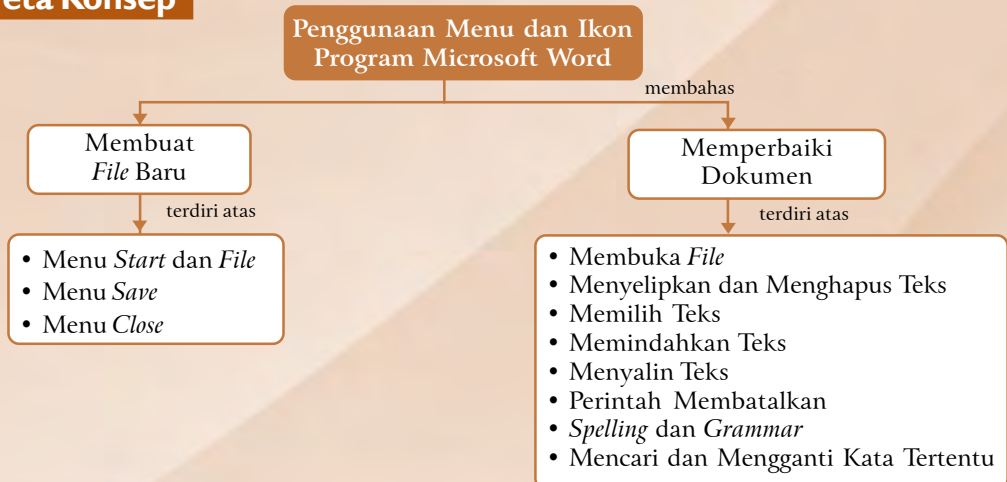 Peta Konsep
Penggunaan Menu dan Ikon
Program Microsoft Word
membahas
Membuat
File Baru
terdiri atas
• Menu Start dan File
• Menu Save
• Menu Close
Memperbaiki
Dokumen
terdiri atas
• Membuka File
• Menyelipkan dan Menghapus Teks
• Memilih Teks
• Memindahkan Teks
• Menyalin Teks
• Perintah Membatalkan
• Spelling dan Grammar
• Mencari dan Mengganti Kata Tertentu